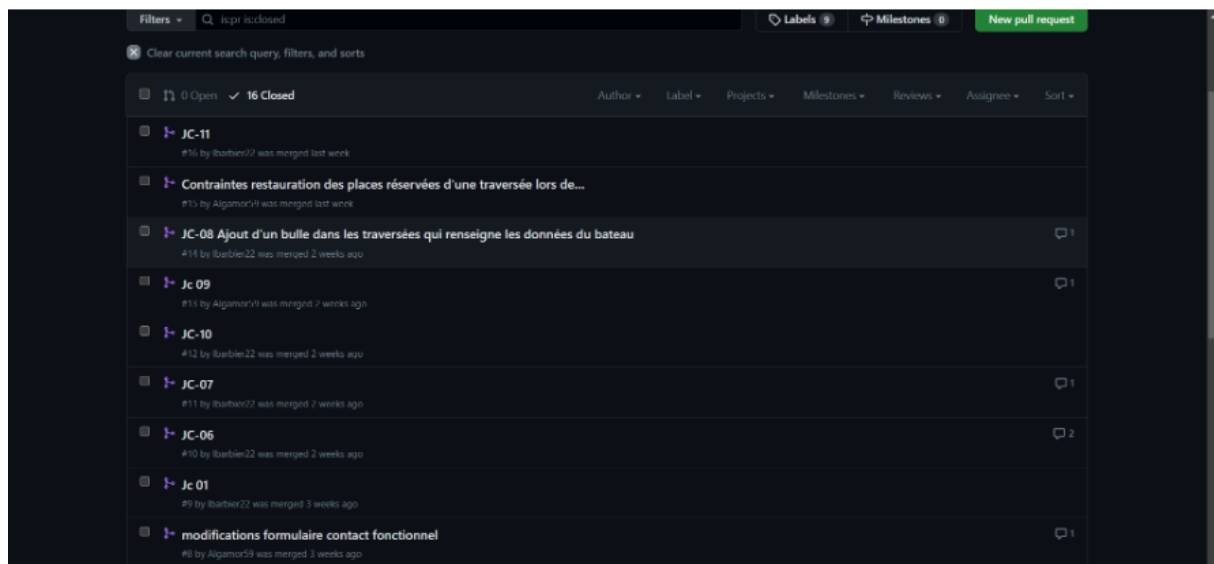 Filters
is:pr is:closed
Labels 9
Milestones 0
New pull request
Clear current search query, filters, and sorts
0 Open 16 Closed
Author Label Projects Milestones Reviews Assignee Sort
JC-11
#16 by lbarbier22 was merged last week
Contraintes restauration des places réservées d'une traversée lors de...
#15 by Algamor59 was merged last week
JC-08 Ajout d'un bulle dans les traversées qui renseigne les données du bateau
1
#14 by lbarbier22 was merged 2 weeks ago
Jc 09
1
#13 by Algamor59 was merged 2 weeks ago
JC-10
#12 by lbarbier22 was merged 2 weeks ago
JC-07
1
#11 by lbarbier22 was merged 2 weeks ago
JC-06
2
#10 by lbarbier22 was merged 2 weeks ago
Jc 01
#9 by lbarbier22 was merged 3 weeks ago
modifications formulaire contact fonctionnel
1
#8 by Algamor59 was merged 3 weeks ago